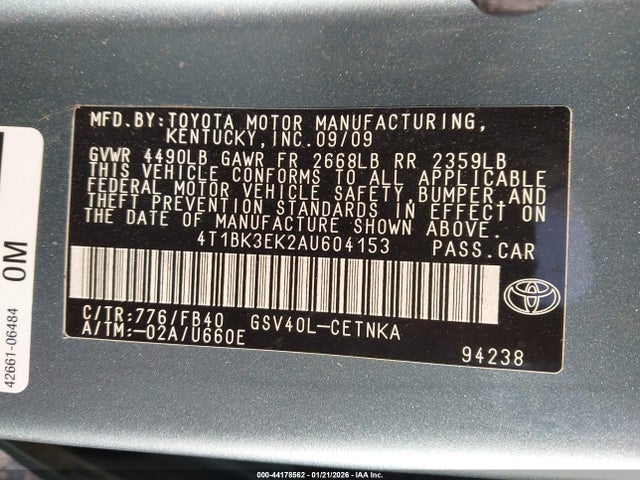 MFD.BY:TOYOTA MOTOR MANUFACTURING,
KENTUCKY,INC.09/09
GVWR 4490LB GAWR FR 2668LB RR 2359LB
THIS VEHICLE CONFORMS TO ALL APPLICABLE
FEDERAL MOTOR VEHICLE SAFETY,BUMPER,AND
THEFT PREVENTION STANDARDS IN EFFECT ON
THE DATE OF MANUFACTURE SHOWN ABOVE.
4T1BK3EK2AU604153 PASS.CAR
C/TR:776/FB40 GSV40L-CETNKA
A/TM:-02A/U660E
94238
OM
42661-06484
000-44178562 - 01/21/2026 - IAA Inc.